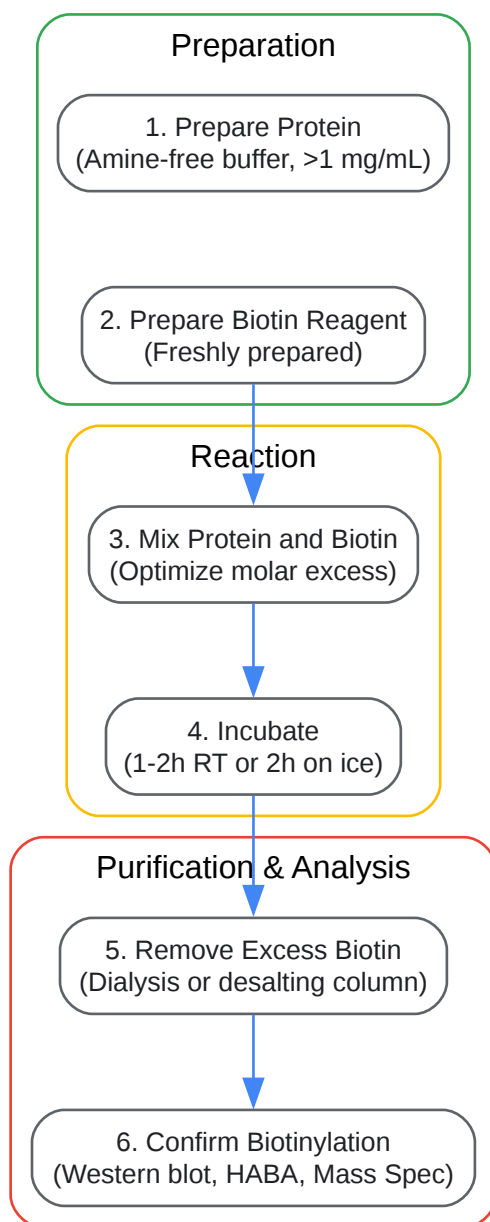 Preparation
1. Prepare Protein
(Amine-free buffer, >1 mg/mL)
2. Prepare Biotin Reagent
(Freshly prepared)
Reaction
3. Mix Protein and Biotin
(Optimize molar excess)
4. Incubate
(1-2h RT or 2h on ice)
Purification & Analysis
5. Remove Excess Biotin
(Dialysis or desalting column)
6. Confirm Biotinylation
(Western blot, HABA, Mass Spec)